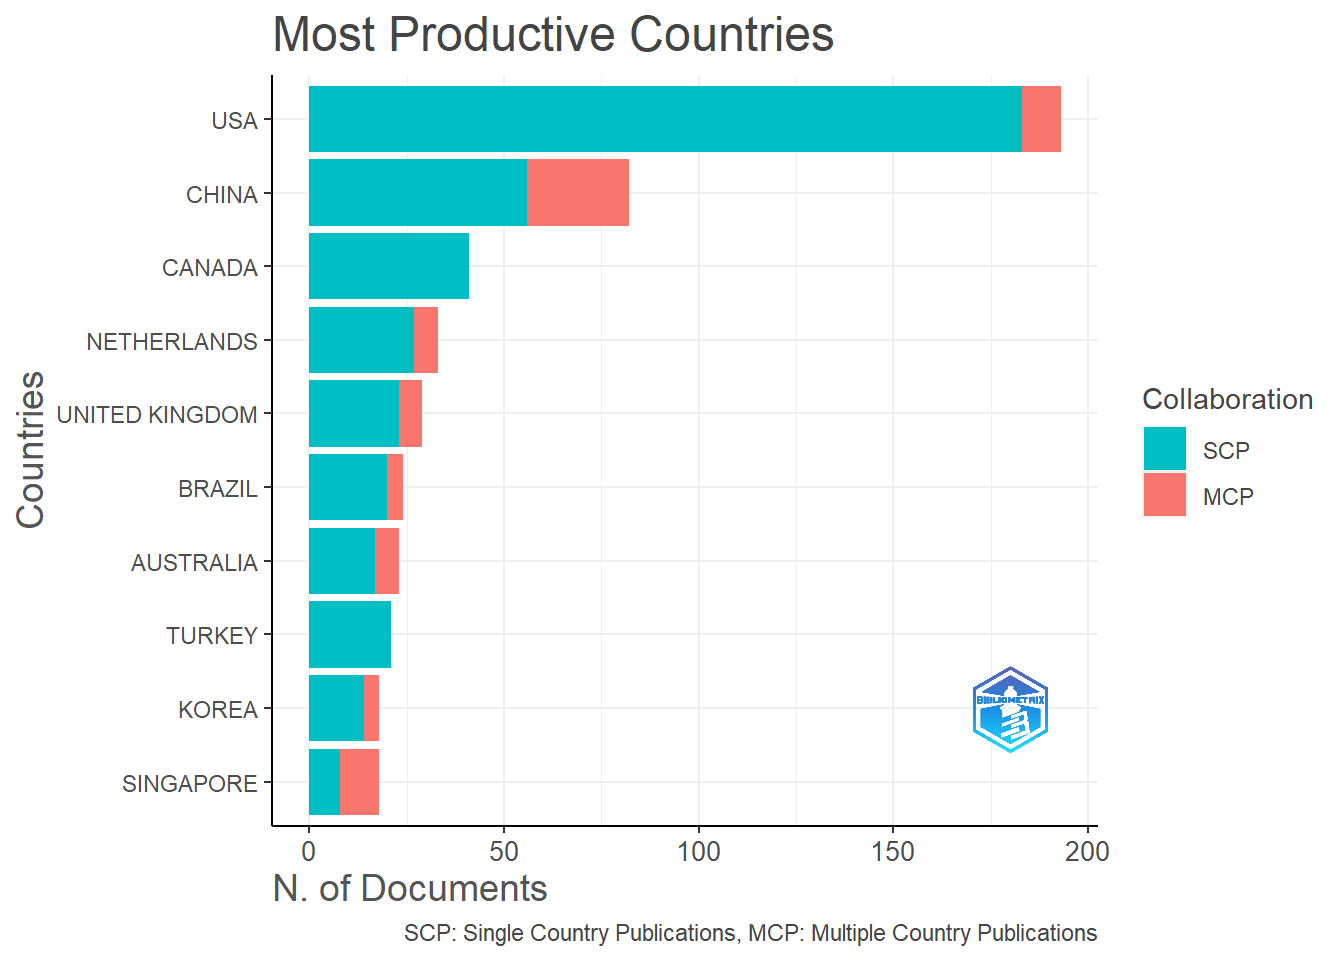 Most Productive Countries
USA
CHINA
CANADA
NETHERLANDS
UNITED KINGDOM
BRAZIL
AUSTRALIA
TURKEY
KOREA
SINGAPORE
Countries
Collaboration
SCP
MCP
BIBLIOMETRIX
0 50 100 150 200
N. of Documents
SCP: Single Country Publications, MCP: Multiple Country Publications